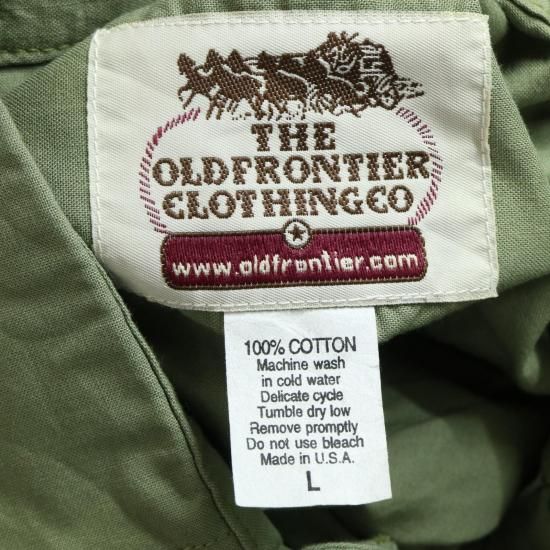 THE
OLDFRONTIER
CLOTHINGCO
www.oldfrontier.com
100% COTTON
Machine wash
in cold water
Delicate cycle
Tumble dry low
Remove promptly
Do not use bleach
Made in U.S.A.
L